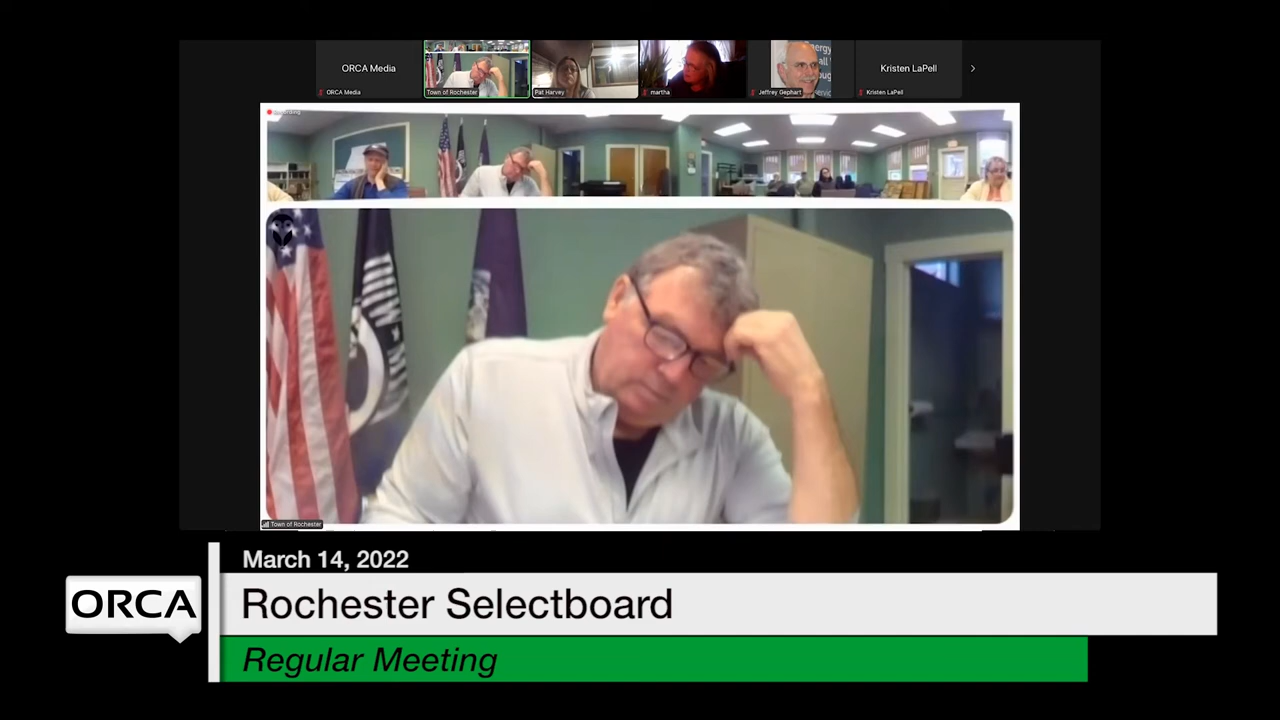 ORCA Media
Kristen LaPell
ORCA Media
Town of Rochester
Pat Harvey
martha
Jeffrey Gephart
Kristen LaPell
Town of Rochester
March 14, 2022
ORCA
Rochester Selectboard
Regular Meeting